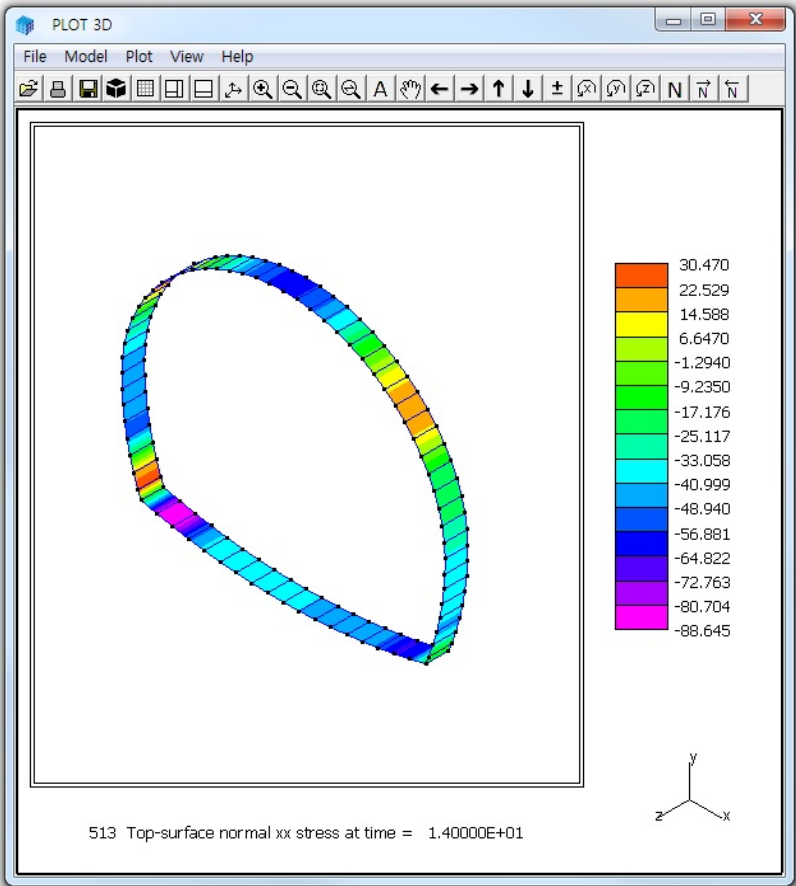 PLOT 3D
File Model Plot View Help
A x y z N N N
30.470
22.529
14.588
6.6470
-1.2940
-9.2350
-17.176
-25.117
-33.058
-40.999
-48.940
-56.881
-64.822
-72.763
-80.704
-88.645
y
z x
513 Top-surface normal xx stress at time = 1.40000E+01